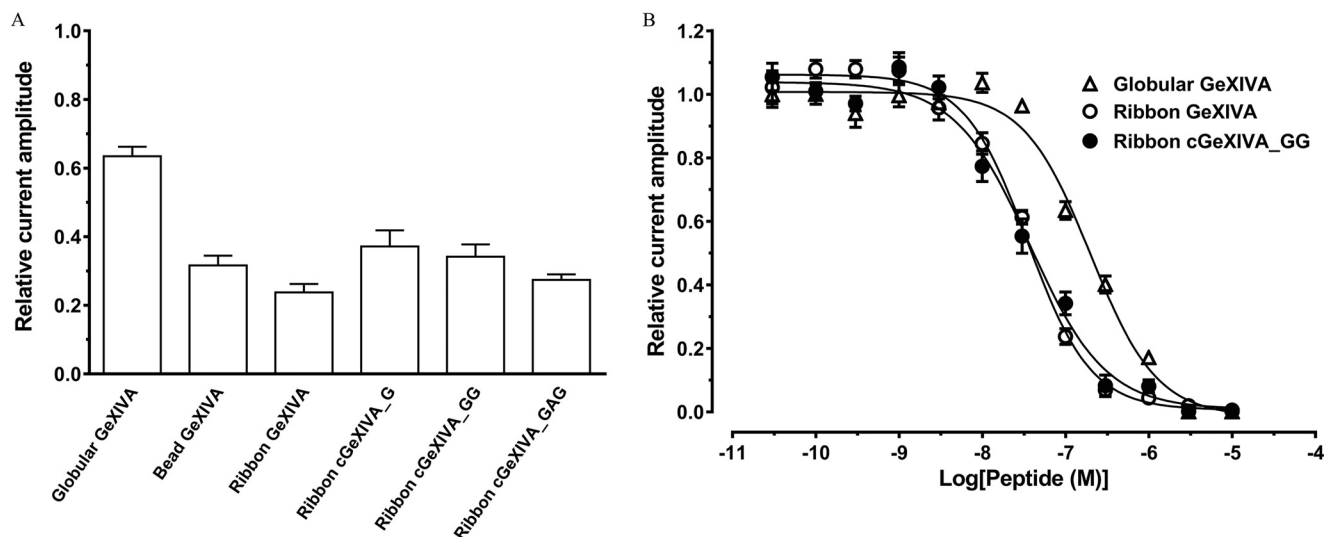 A
Relative current amplitude
1.0
0.8
0.6
0.4
0.2
0.0
Globular GeXIVA
Bead GeXIVA
Ribbon GeXIVA
Ribbon cGeXIVA_G
Ribbon cGeXIVA_GG
Ribbon cGeXIVA_GAG
B
Relative current amplitude
1.2
1.0
0.8
0.6
0.4
0.2
0.0
Globular GeXIVA
Ribbon GeXIVA
Ribbon cGeXIVA_GG
-11 -10 -9 -8 -7 -6 -5 -4
Log[Peptide (M)]